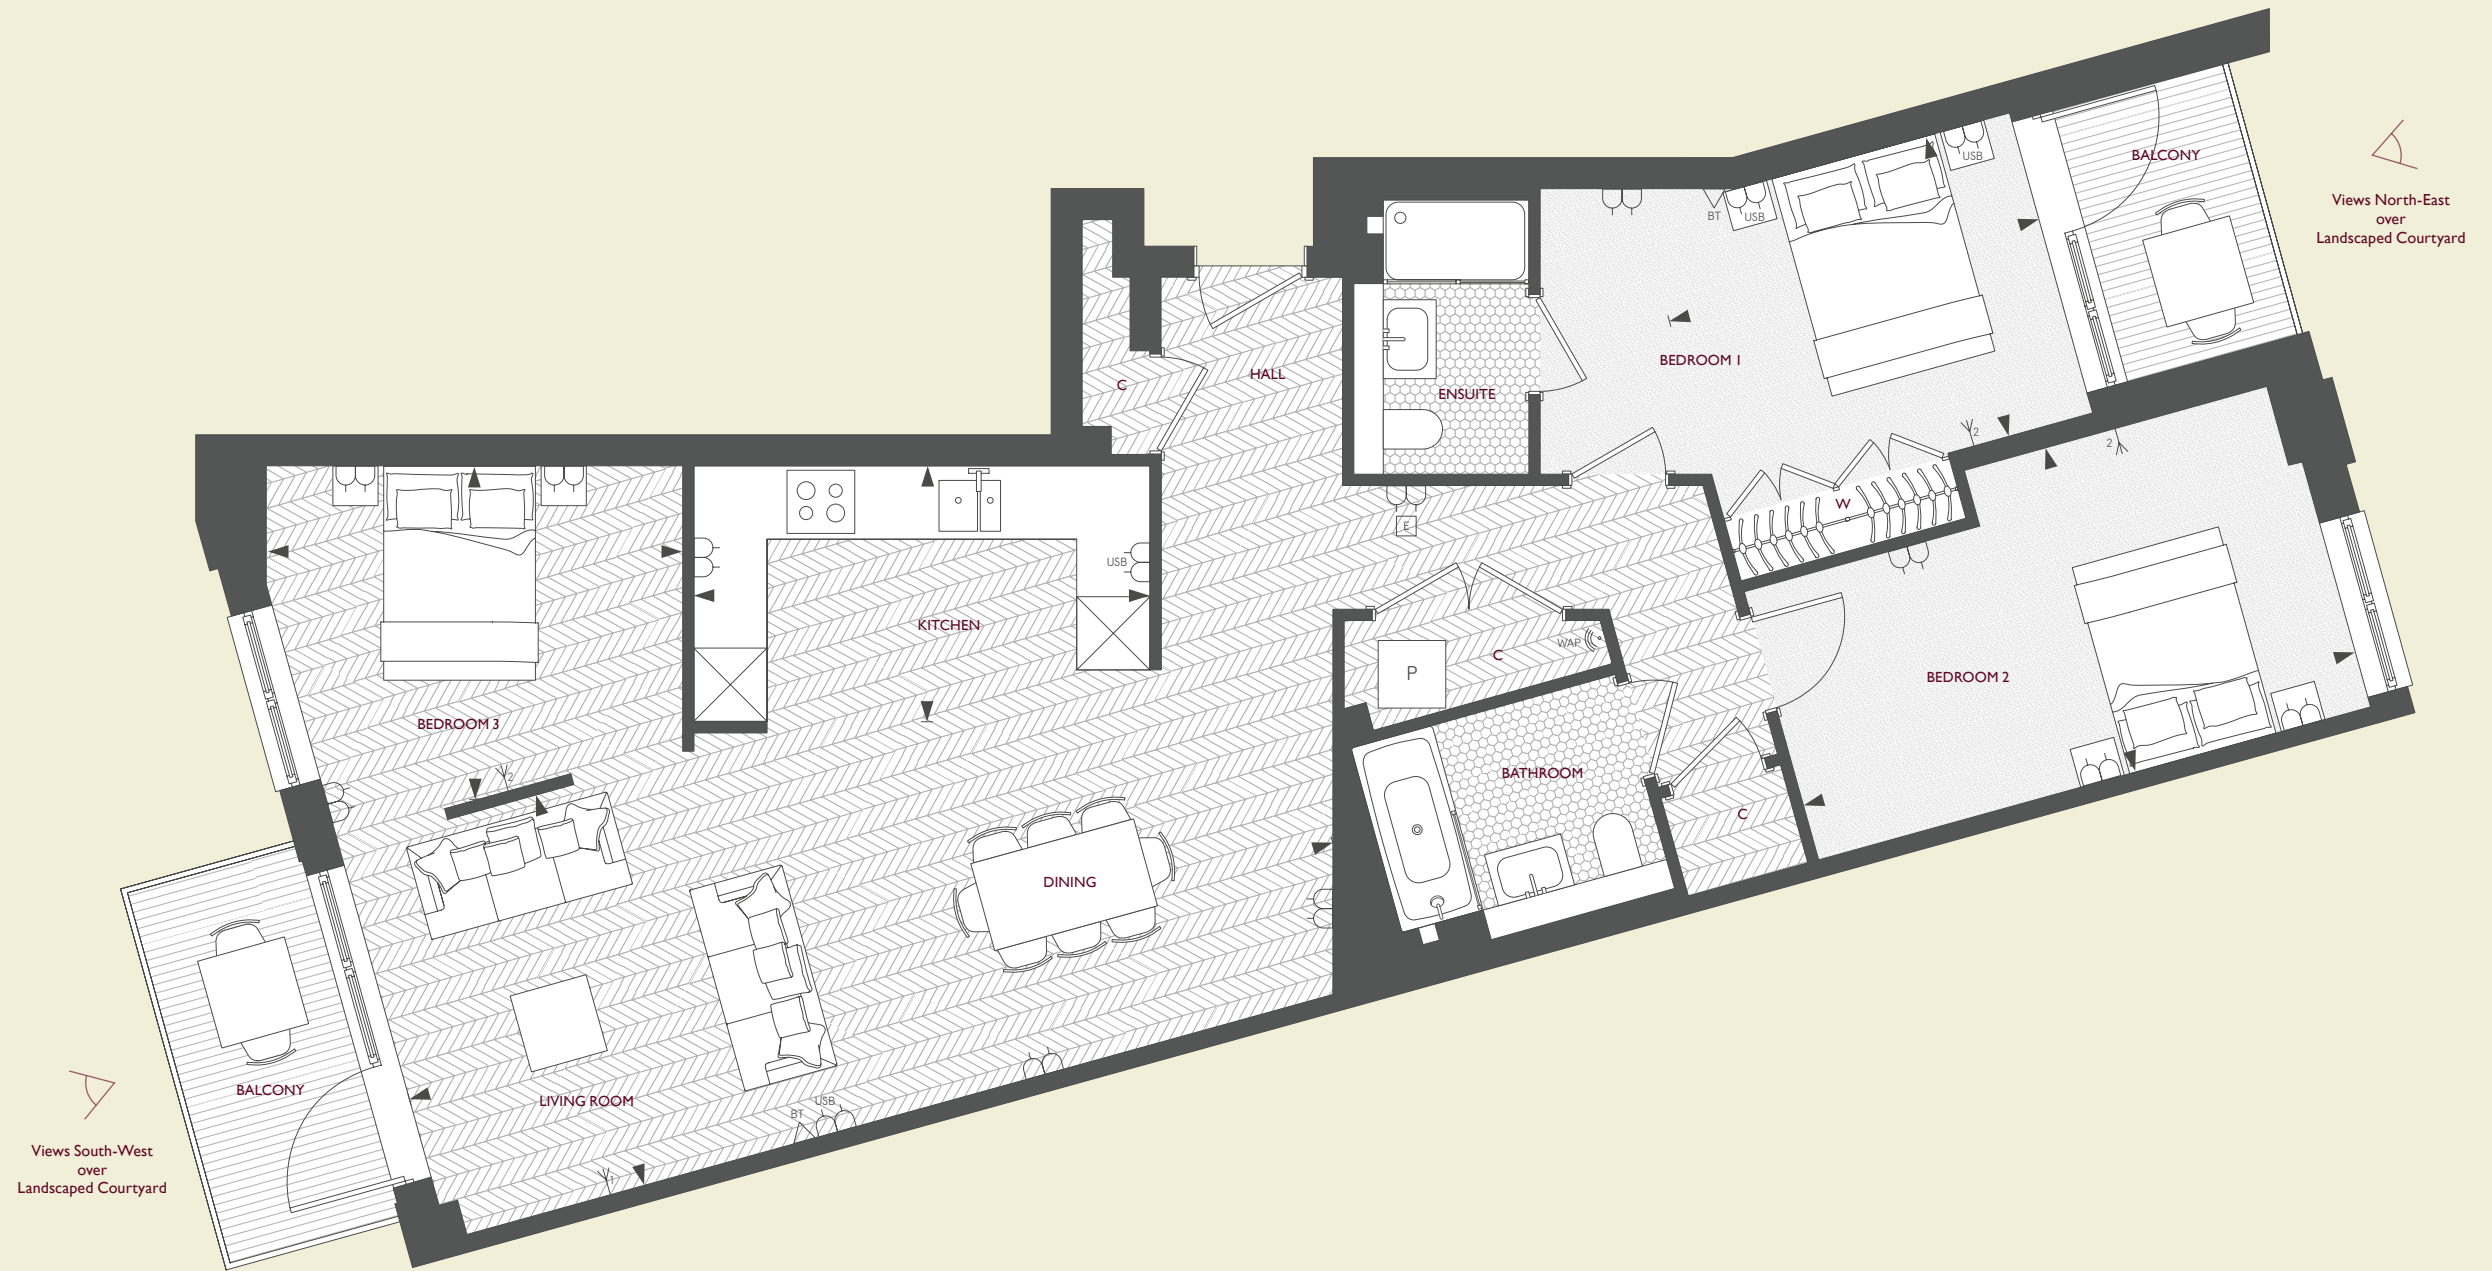 BALCONY
USB
Views North-East
over
Landscaped Courtyard
BT
USB
BEDROOM 1
HALL
C
ENSUITE
2
2
W
E
USB
KITCHEN
WAP
C
P
BEDROOM 2
BEDROOM 3
2
BATHROOM
C
DINING
BALCONY
LIVING ROOM
USB
BT
Views South-West
over
Landscaped Courtyard
1